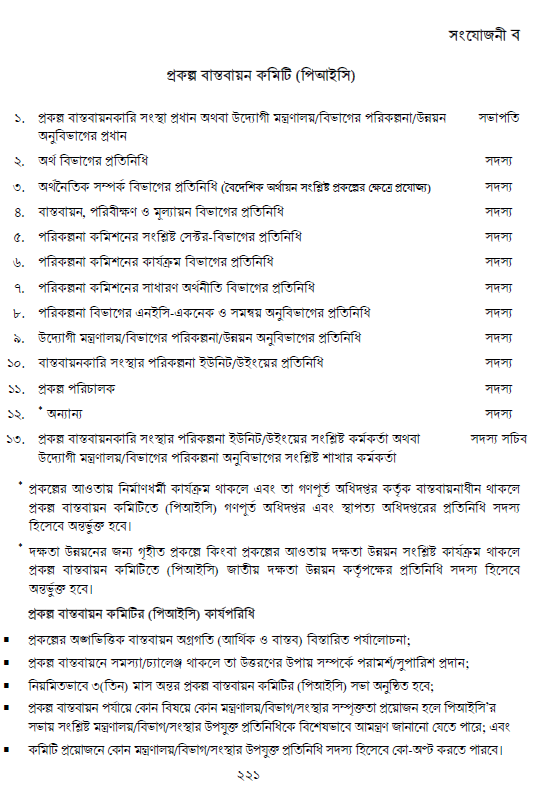 সংযোজনী ব
প্রকল্প বাস্তবায়ন কমিটি (পিআইসি)
১. প্রকল্প বাস্তবায়নকারি সংস্থা প্রধান অথবা উদ্যোগী মন্ত্রণালয়/বিভাগের পরিকল্পনা/উন্নয়ন সভাপতি
অনুবিভাগের প্রধান
২. অর্থ বিভাগের প্রতিনিধি সদস্য
৩. অর্থনৈতিক সম্পর্ক বিভাগের প্রতিনিধি (বৈদেশিক অর্থায়ন সংশ্লিষ্ট প্রকল্পের ক্ষেত্রে প্রযোজ্য) সদস্য
৪. বাস্তবায়ন, পরিবীক্ষণ ও মূল্যায়ন বিভাগের প্রতিনিধি সদস্য
৫. পরিকল্পনা কমিশনের সংশ্লিষ্ট সেক্টর-বিভাগের প্রতিনিধি সদস্য
৬. পরিকল্পনা কমিশনের কার্যক্রম বিভাগের প্রতিনিধি সদস্য
৭. পরিকল্পনা কমিশনের সাধারণ অর্থনীতি বিভাগের প্রতিনিধি সদস্য
৮. পরিকল্পনা বিভাগের এনইসি-একনেক ও সমন্বয় অনুবিভাগের প্রতিনিধি সদস্য
৯. উদ্যোগী মন্ত্রণালয়/বিভাগের পরিকল্পনা/উন্নয়ন অনুবিভাগের প্রতিনিধি সদস্য
১০. বাস্তবায়নকারি সংস্থার পরিকল্পনা ইউনিট/উইংয়ের প্রতিনিধি সদস্য
১১. প্রকল্প পরিচালক সদস্য
১২. * অন্যান্য সদস্য
১৩. প্রকল্প বাস্তবায়নকারি সংস্থার পরিকল্পনা ইউনিট/উইংয়ের সংশ্লিষ্ট কর্মকর্তা অথবা সদস্য সচিব
উদ্যোগী মন্ত্রণালয়/বিভাগের পরিকল্পনা অনুবিভাগের সংশ্লিষ্ট শাখার কর্মকর্তা
* প্রকল্পের আওতায় নির্মাণধর্মী কার্যক্রম থাকলে এবং তা গণপূর্ত অধিদপ্তর কর্তৃক বাস্তবায়নাধীন থাকলে
প্রকল্প বাস্তবায়ন কমিটিতে (পিআইসি) গণপূর্ত অধিদপ্তর এবং স্থাপত্য অধিদপ্তরের প্রতিনিধি সদস্য
হিসেবে অন্তর্ভুক্ত হবে।
* দক্ষতা উন্নয়নের জন্য গৃহীত প্রকল্পে কিংবা প্রকল্পের আওতায় দক্ষতা উন্নয়ন সংশ্লিষ্ট কার্যক্রম থাকলে
প্রকল্প বাস্তবায়ন কমিটিতে (পিআইসি) জাতীয় দক্ষতা উন্নয়ন কর্তৃপক্ষের প্রতিনিধি সদস্য হিসেবে
অন্তর্ভুক্ত হবে।
প্রকল্প বাস্তবায়ন কমিটির (পিআইসি) কার্যপরিধি
▪ প্রকল্পের অঙ্গভিত্তিক বাস্তবায়ন অগ্রগতি (আর্থিক ও বাস্তব) বিস্তারিত পর্যালোচনা;
▪ প্রকল্প বাস্তবায়নে সমস্যা/চ্যালেঞ্জ থাকলে তা উত্তরণের উপায় সম্পর্কে পরামর্শ/সুপারিশ প্রদান;
▪ নিয়মিতভাবে ৩(তিন) মাস অন্তর প্রকল্প বাস্তবায়ন কমিটির (পিআইসি) সভা অনুষ্ঠিত হবে;
▪ প্রকল্প বাস্তবায়ন পর্যায়ে কোন বিষয়ে কোন মন্ত্রণালয়/বিভাগ/সংস্থার সম্পৃক্ততা প্রয়োজন হলে পিআইসি'র
সভায় সংশ্লিষ্ট মন্ত্রণালয়/বিভাগ/সংস্থার উপযুক্ত প্রতিনিধিকে বিশেষভাবে আমন্ত্রণ জানানো যেতে পারে; এবং
▪ কমিটি প্রয়োজনে কোন মন্ত্রণালয়/বিভাগ/সংস্থার উপযুক্ত প্রতিনিধি সদস্য হিসেবে কো-অপ্ট করতে পারবে।
২২১